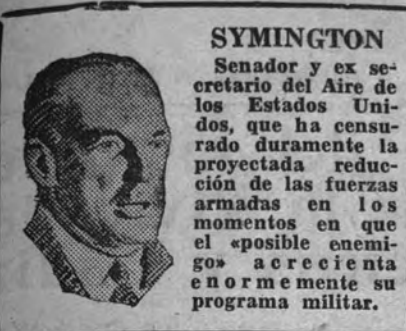 SYMINGTON
Senador y ex se-
cretario del Aire de
los Estados Uni-
dos, que ha censu-
rado duramente la
proyectada reduc-
ción de las fuerzas
armadas en los
momentos en que
el «posible enemi-
go» acrecienta
enormemente su
programa militar.